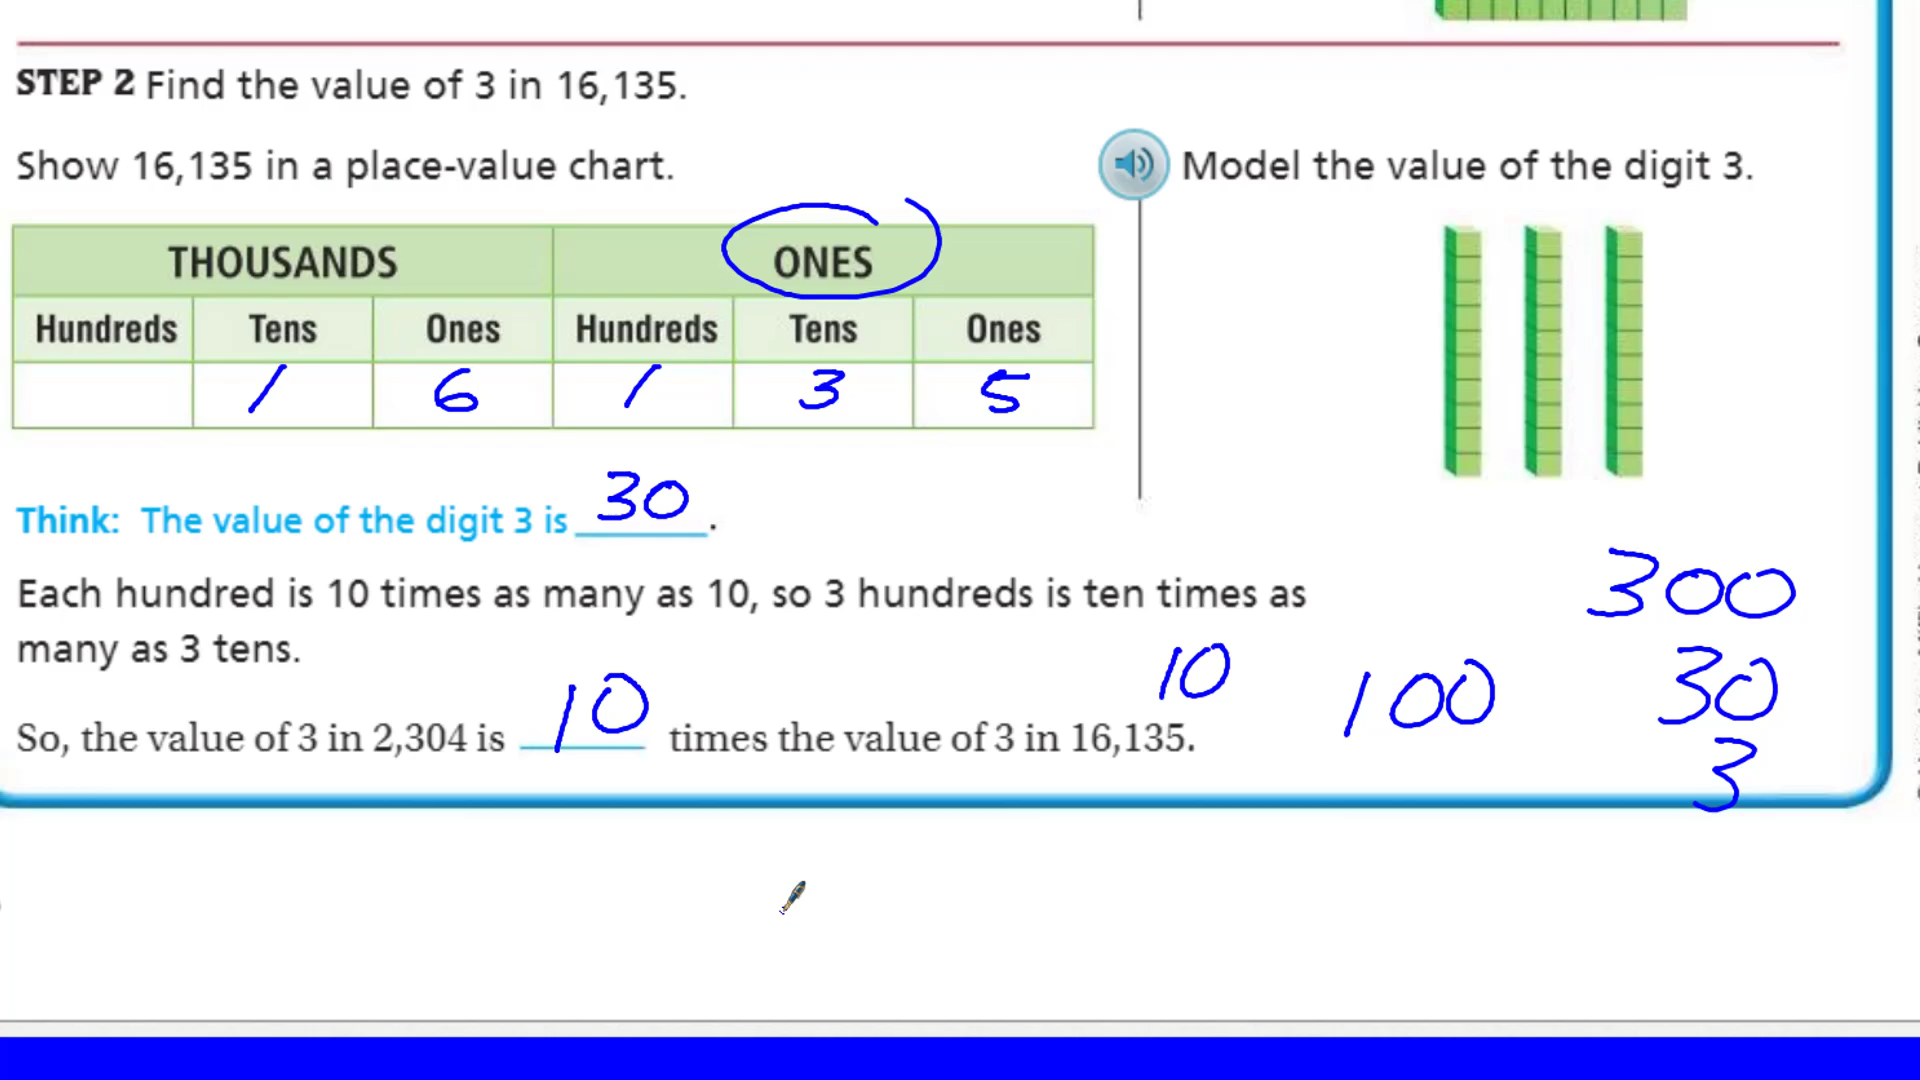 STEP 2 Find the value of 3 in 16,135.
Show 16,135 in a place-value chart.
Model the value of the digit 3.
THOUSANDS ONES
Hundreds Tens Ones Hundreds Tens Ones
1 6 1 3 5
Think: The value of the digit 3 is 30.
Each hundred is 10 times as many as 10, so 3 hundreds is ten times as
many as 3 tens.
300
10 100 30
So, the value of 3 in 2,304 is 10 times the value of 3 in 16,135.
3